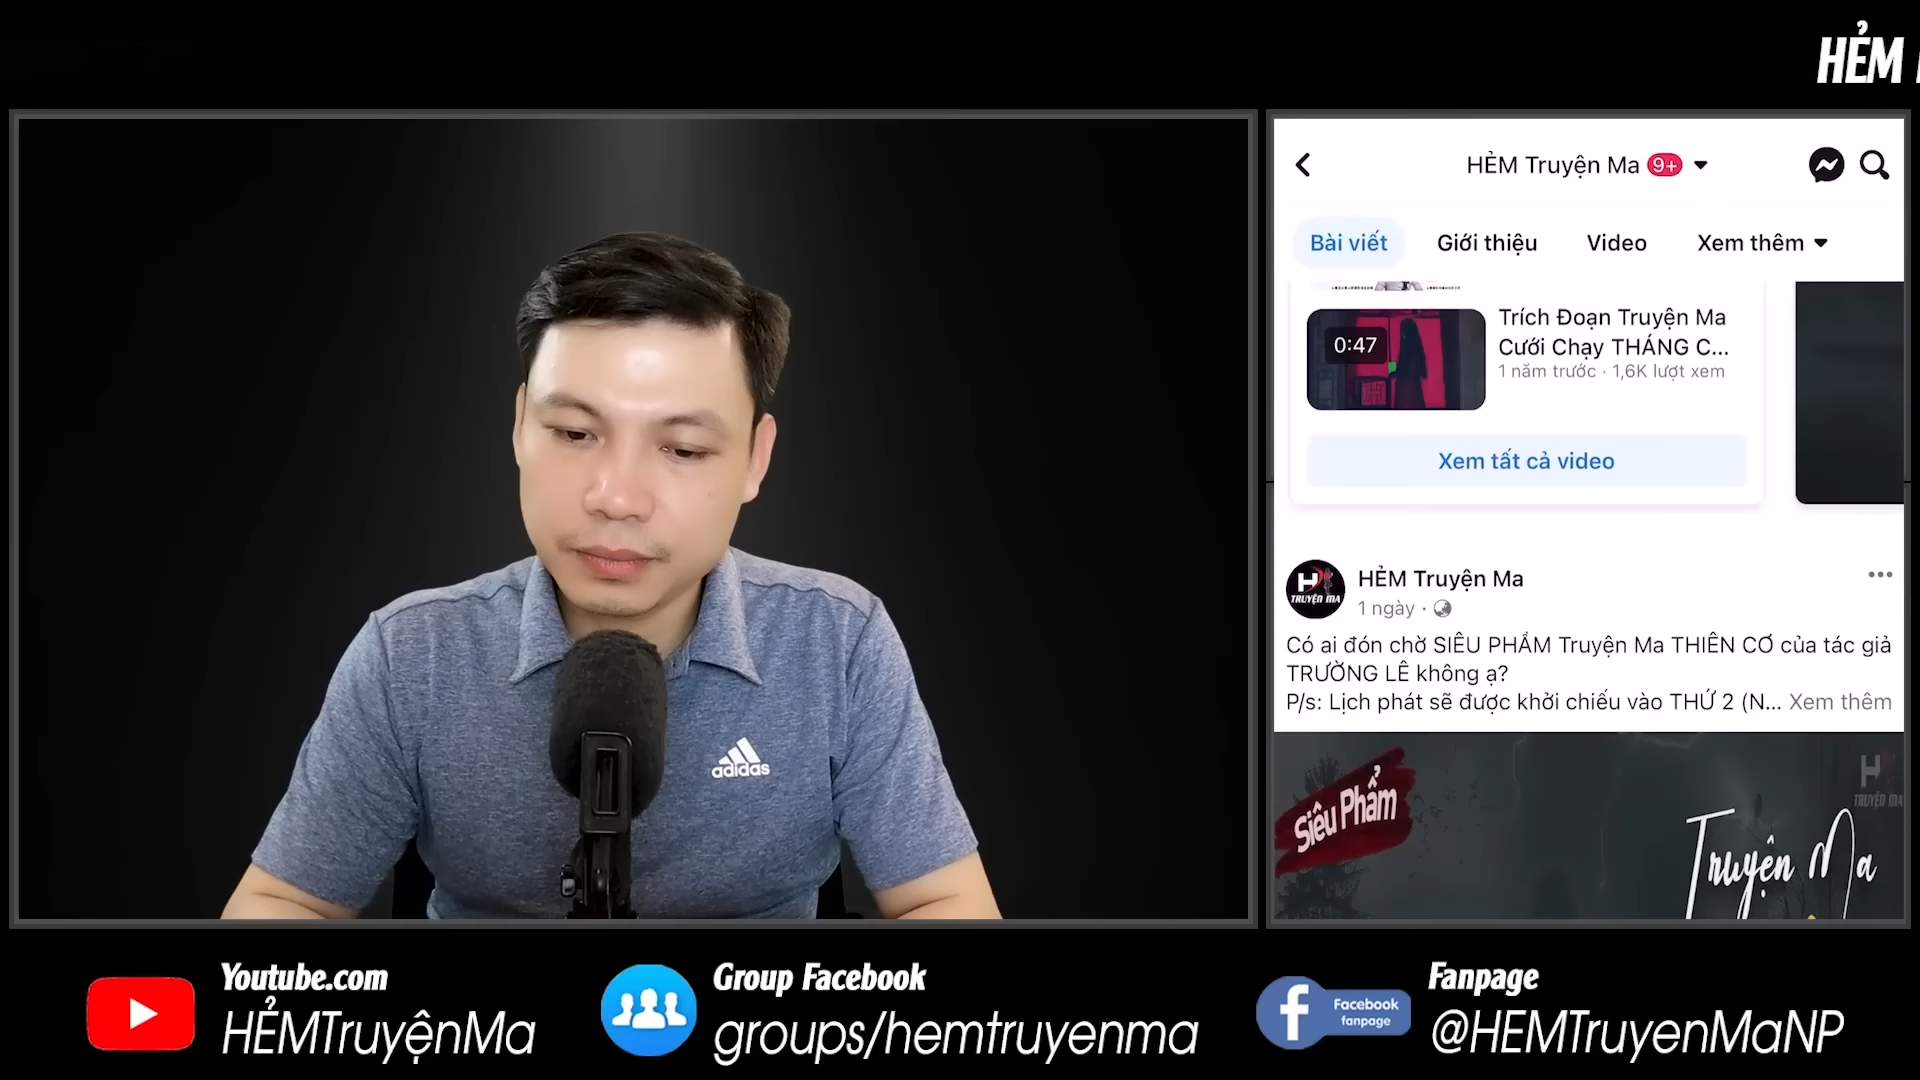 HẺM
HẺM Truyện Ma 9+
Bài viết
Giới thiệu
Video
Xem thêm
0:47
Trích Đoạn Truyện Ma
Cưới Chạy THÁNG C...
1 năm trước · 1,6K lượt xem
Xem tất cả video
H
TRUYỆN MA
HẺM Truyện Ma
1 ngày ·
Có ai đón chờ SIÊU PHẨM Truyện Ma THIÊN CƠ của tác giả
TRƯỜNG LÊ không ạ?
P/s: Lịch phát sẽ được khởi chiếu vào THỨ 2 (N... Xem thêm
adidas
Siêu Phẩm
H
TRUYỆN MA
Truyện Ma
Youtube.com
HẺMTruyệnMa
Group Facebook
groups/hemtruyenma
Facebook
fanpage
Fanpage
@HEMTruyenMaNP